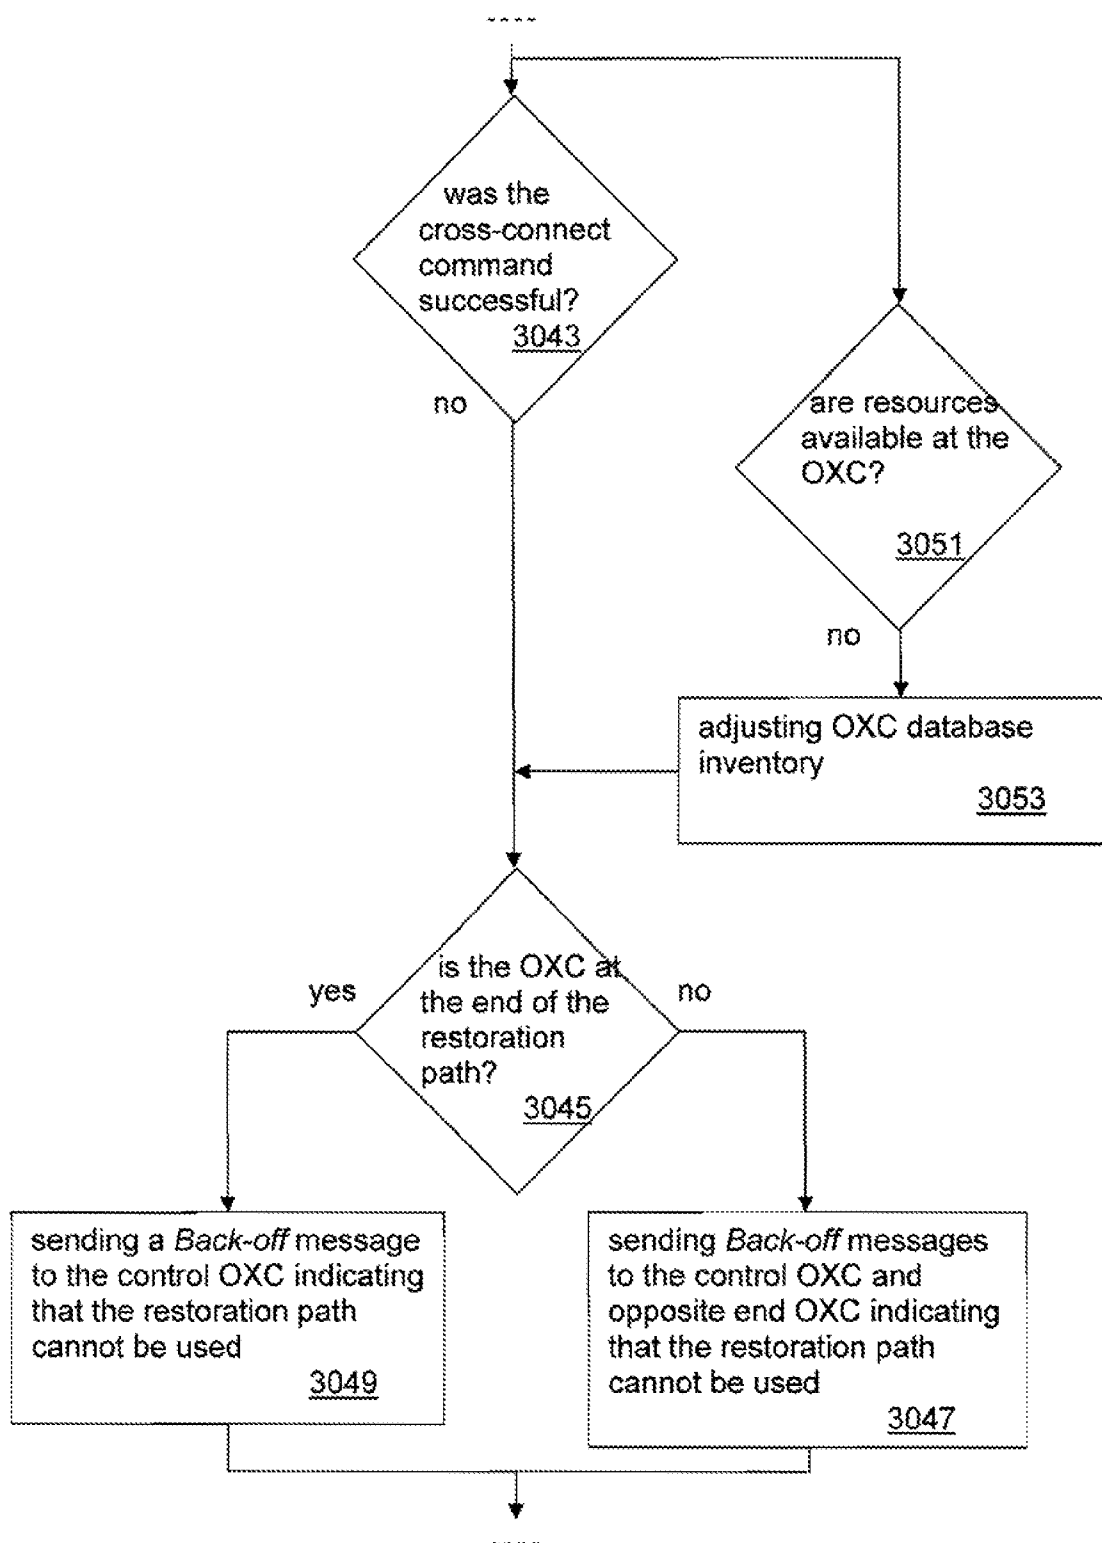 was the
cross-connect
command
successful?
3043
no
are resources
available at the
OXC?
3051
no
adjusting OXC database
inventory
3053
is the OXC at
the end of the
restoration
path?
3045
yes
no
sending a Back-off message
to the control OXC indicating
that the restoration path
cannot be used
3049
sending Back-off messages
to the control OXC and
opposite end OXC indicating
that the restoration path
cannot be used
3047